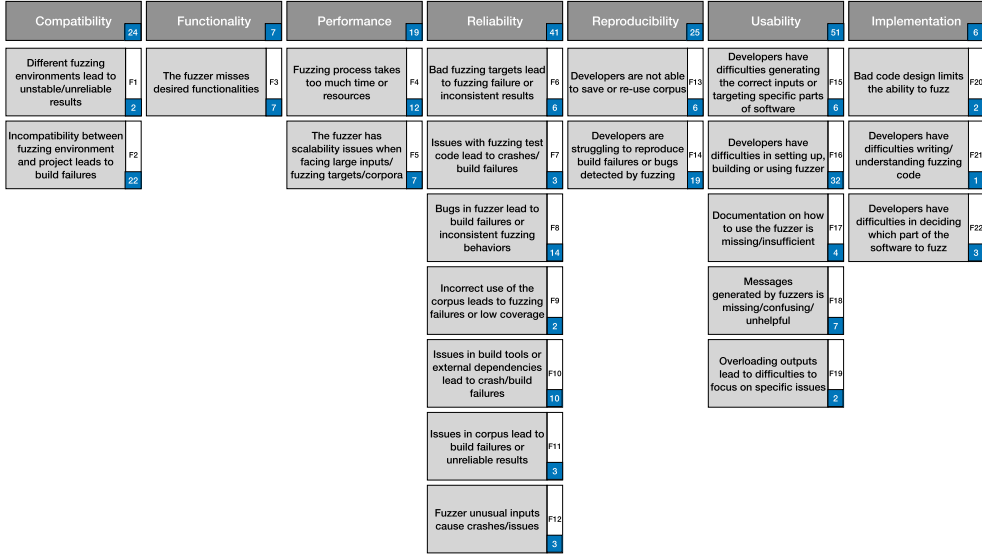 Compatibility
24
Different fuzzing
environments lead to
unstable/unreliable
results
F1
2
Incompatibility between
fuzzing environment
and project leads to
build failures
F2
22
Functionality
7
The fuzzer misses
desired functionalities
F3
7
Performance
19
Fuzzing process takes
too much time or
resources
F4
12
The fuzzer has
scalability issues when
facing large inputs/
fuzzing targets/corpora
F5
7
Reliability
41
Bad fuzzing targets lead
to fuzzing failure or
inconsistent results
F6
6
Issues with fuzzing test
code lead to crashes/
build failures
F7
3
Bugs in fuzzer lead to
build failures or
inconsistent fuzzing
behaviors
F8
14
Incorrect use of the
corpus leads to fuzzing
failures or low coverage
F9
2
Issues in build tools or
external dependencies
lead to crash/build
failures
F10
10
Issues in corpus lead to
build failures or
unreliable results
F11
3
Fuzzer unusual inputs
cause crashes/issues
F12
3
Reproducibility
25
Developers are not able
to save or re-use corpus
F13
6
Developers are
struggling to reproduce
build failures or bugs
detected by fuzzing
F14
19
Usability
51
Developers have
difficulties generating
the correct inputs or
targeting specific parts
of software
F15
6
Developers have
difficulties in setting up,
building or using fuzzer
F16
32
Documentation on how
to use the fuzzer is
missing/insufficient
F17
4
Messages
generated by fuzzers is
missing/confusing/
unhelpful
F18
7
Overloading outputs
lead to difficulties to
focus on specific issues
F19
2
Implementation
6
Bad code design limits
the ability to fuzz
F20
2
Developers have
difficulties writing/
understanding fuzzing
code
F21
1
Developers have
difficulties in deciding
which part of the
software to fuzz
F22
3